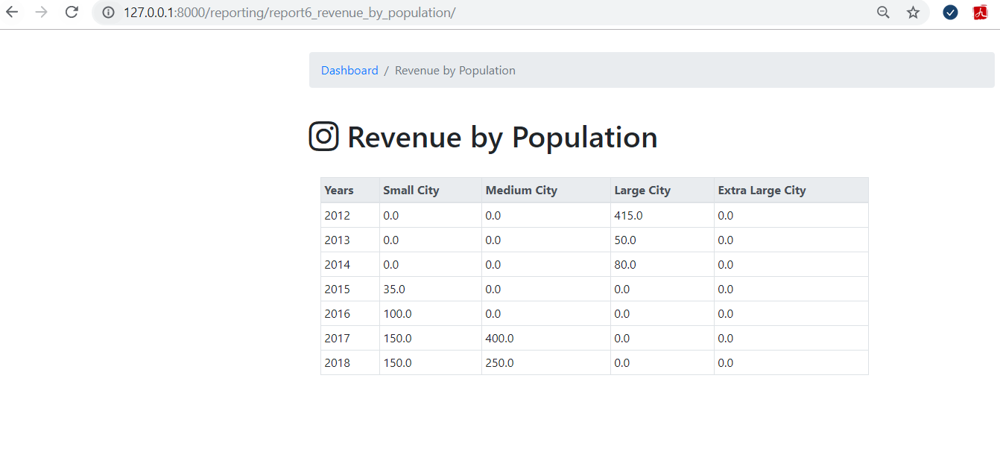 127.0.0.1:8000/reporting/report6_revenue_by_population/
Dashboard / Revenue by Population
Revenue by Population
Years Small City Medium City Large City Extra Large City
2012 0.0 0.0 415.0 0.0
2013 0.0 0.0 50.0 0.0
2014 0.0 0.0 80.0 0.0
2015 35.0 0.0 0.0 0.0
2016 100.0 0.0 0.0 0.0
2017 150.0 400.0 0.0 0.0
2018 150.0 250.0 0.0 0.0